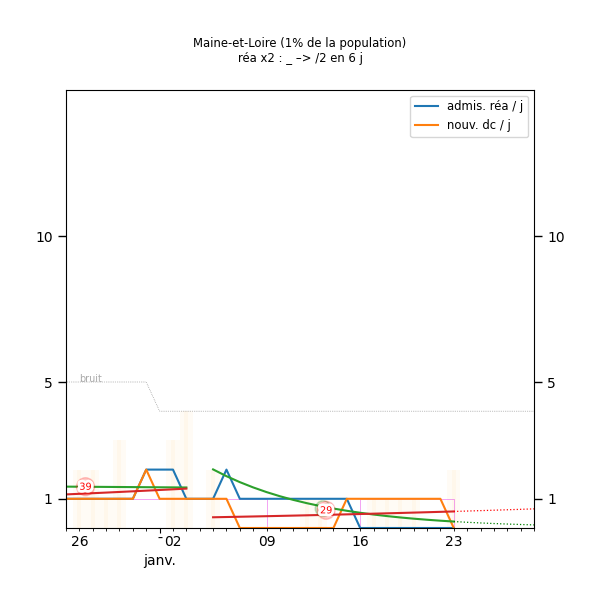 Maine-et-Loire (1% de la population)
réa x2 : _ –> /2 en 6 j
admis. réa / j
nouv. dc / j
10
10
bruit
5
5
39
29
1
1
26
02
09
16
23
janv.